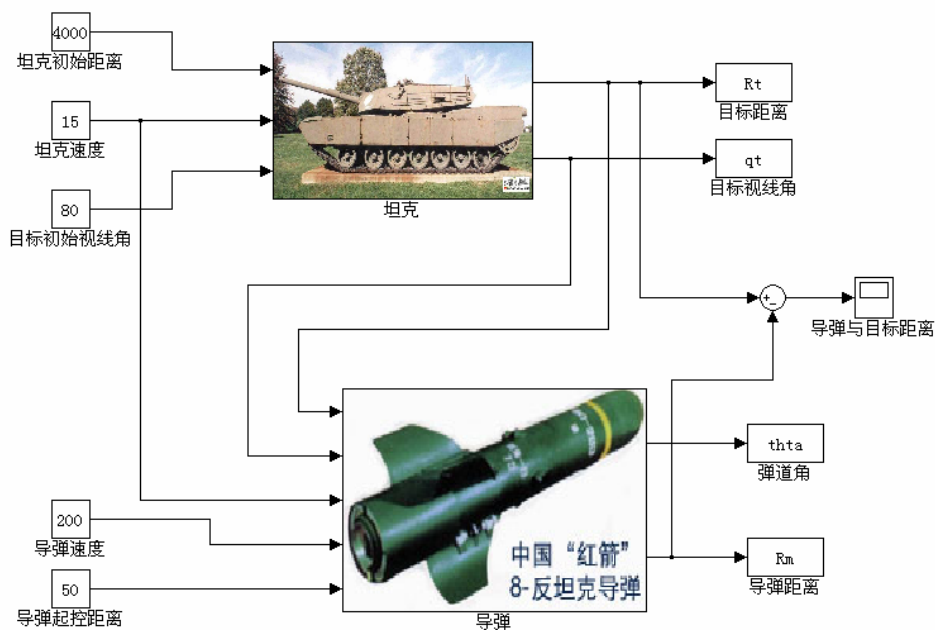 4000
坦克初始距离
15
坦克速度
80
目标初始视线角
坦克
Rt
目标距离
qt
目标视线角
+
-
导弹与目标距离
thta
弹道角
Rm
导弹距离
200
导弹速度
50
导弹起控距离
中国“红箭”
8-反坦克导弹
导弹